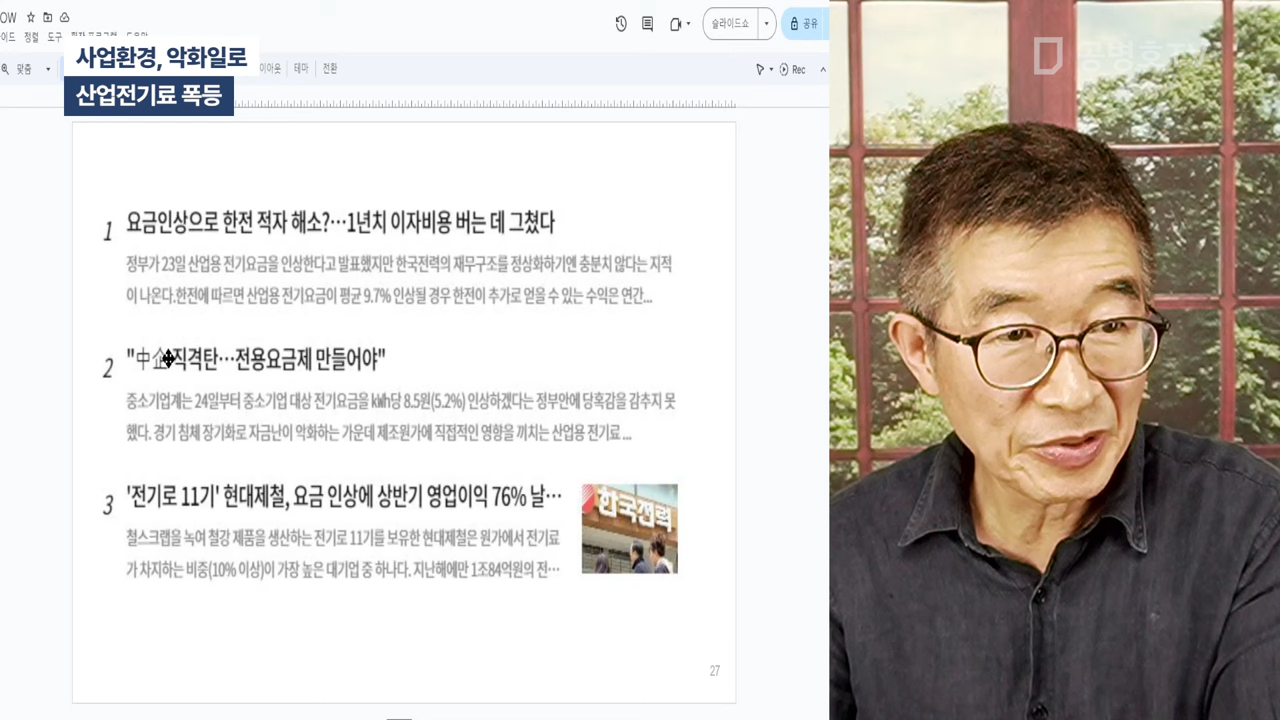 OW
슬라이드쇼
공유
이드 정렬 도구
사업환경, 악화일로
맞춤
이아웃
테마
전환
Rec
산업전기료 폭등
공병호TV
1 요금인상으로 한전 적자 해소?…1년치 이자비용 버는 데 그쳤다
정부가 23일 산업용 전기요금을 인상한다고 발표했지만 한국전력의 재무구조를 정상화하기엔 충분치 않다는 지적
이 나온다.한전에 따르면 산업용 전기요금이 평균 9.7% 인상될 경우 한전이 추가로 얻을 수 있는 수익은 연간...
2 "中企 직격탄…전용요금제 만들어야"
중소기업계는 24일부터 중소기업 대상 전기요금을 kWh당 8.5원(5.2%) 인상하겠다는 정부안에 당혹감을 감추지 못
했다. 경기 침체 장기화로 자금난이 악화하는 가운데 제조원가에 직접적인 영향을 끼치는 산업용 전기료 ...
3 '전기로 11기' 현대제철, 요금 인상에 상반기 영업이익 76% 날…
철스크랩을 녹여 철강 제품을 생산하는 전기로 11기를 보유한 현대제철은 원가에서 전기료
가 차지하는 비중(10% 이상)이 가장 높은 대기업 중 하나다. 지난해에만 1조84억원의 전…
한국전력
27